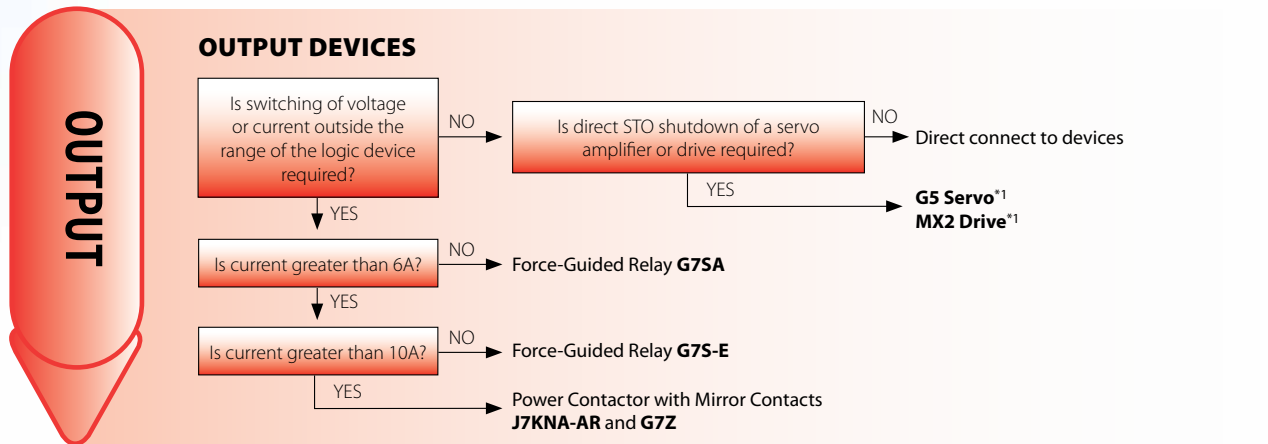 OUTPUT
OUTPUT DEVICES
Is switching of voltage
or current outside the
range of the logic device
required?
NO
Is direct STO shutdown of a servo
amplifier or drive required?
NO
Direct connect to devices
YES
G5 Servo*1
MX2 Drive*1
YES
Is current greater than 6A?
NO
Force-Guided Relay G7SA
YES
Is current greater than 10A?
NO
Force-Guided Relay G7S-E
YES
Power Contactor with Mirror Contacts
J7KNA-AR and G7Z